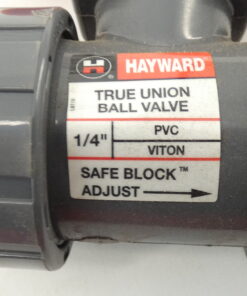 H HAYWARD
TRUE UNION
BALL VALVE
1/4" PVC
VITON
SAFE BLOCK™
ADJUST